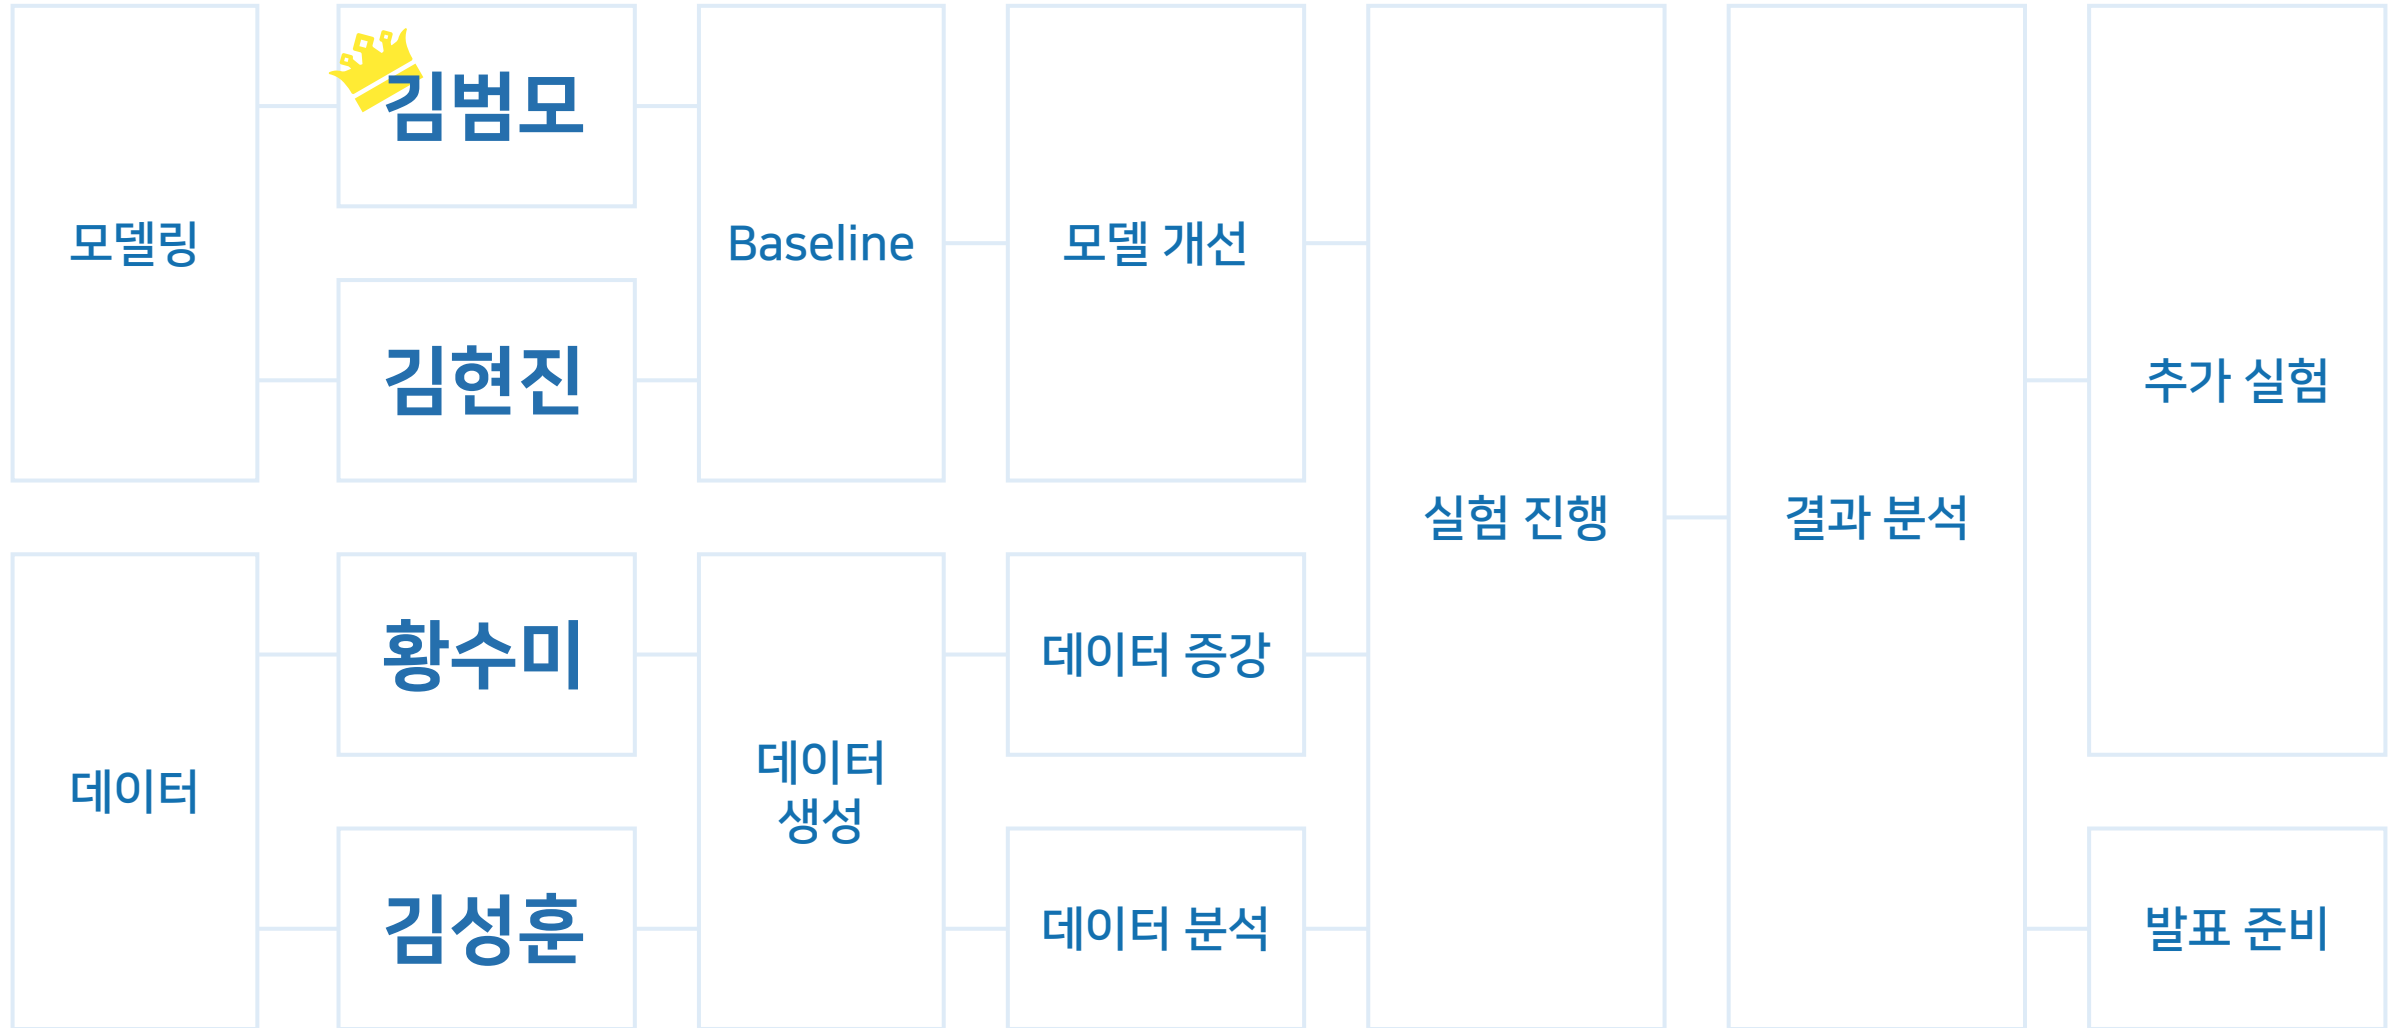 모델링
김범모
김현진
Baseline
모델 개선
데이터
황수미
김성훈
데이터
생성
데이터 증강
데이터 분석
실험 진행
결과 분석
추가 실험
발표 준비